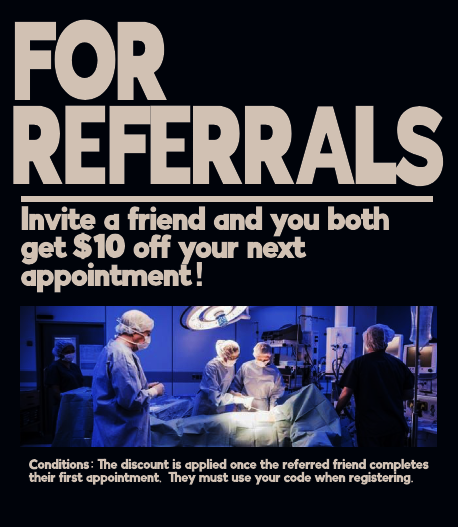 FOR
REFERRALS
Invite a friend and you both
get $10 off your next
appointment!
Conditions: The discount is applied once the referred friend completes
their first appointment. They must use your code when registering.